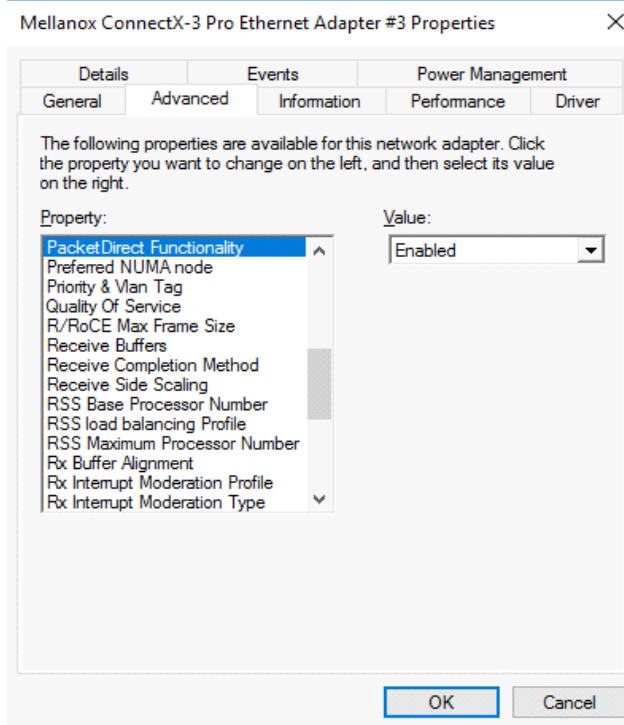 Mellanox ConnectX-3 Pro Ethernet Adapter #3 Properties
Details Events Power Management
General Advanced Information Performance Driver
The following properties are available for this network adapter. Click
the property you want to change on the left, and then select its value
on the right.
Property: Value:
PacketDirect Functionality Enabled
Preferred NUMA node
Priority & Vlan Tag
Quality Of Service
R/RoCE Max Frame Size
Receive Buffers
Receive Completion Method
Receive Side Scaling
RSS Base Processor Number
RSS load balancing Profile
RSS Maximum Processor Number
Rx Buffer Alignment
Rx Interrupt Moderation Profile
Rx Interrupt Moderation Type
OK Cancel